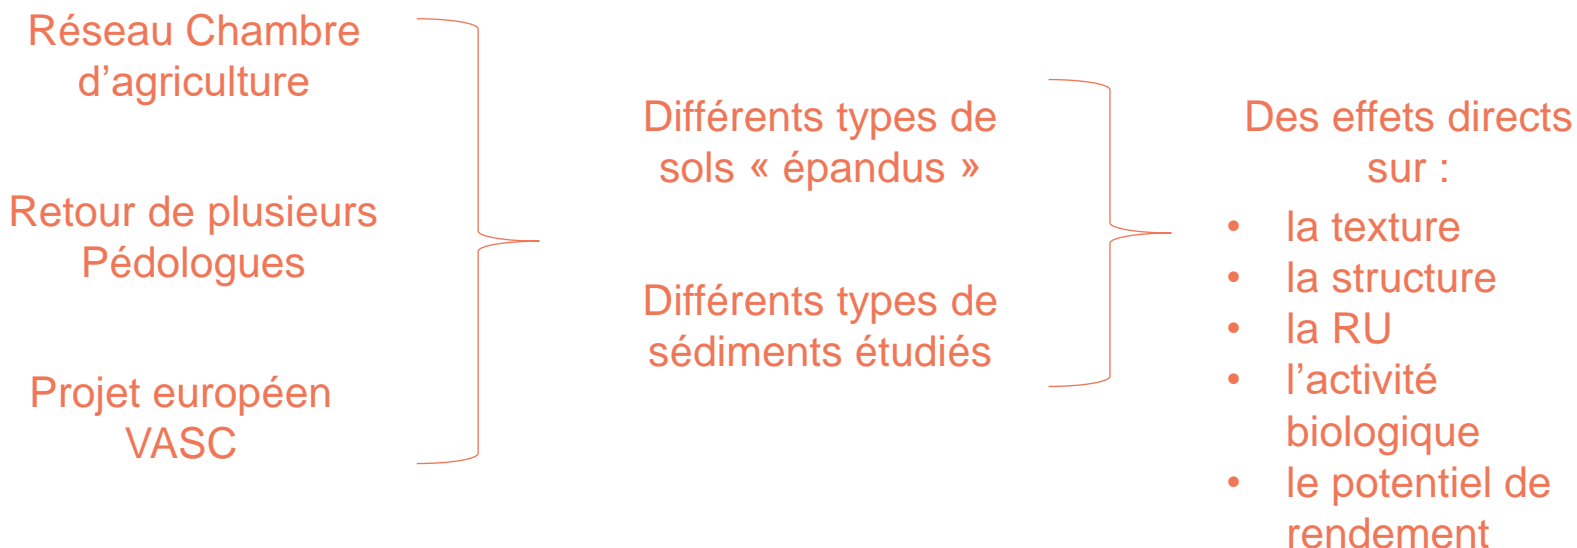 Réseau Chambre
d’agriculture
Retour de plusieurs
Pédologues
Projet européen
VASC
Différents types de
sols « épandus »
Différents types de
sédiments étudiés
Des effets directs
sur :
• la texture
• la structure
• la RU
• l’activité
biologique
• le potentiel de
rendement